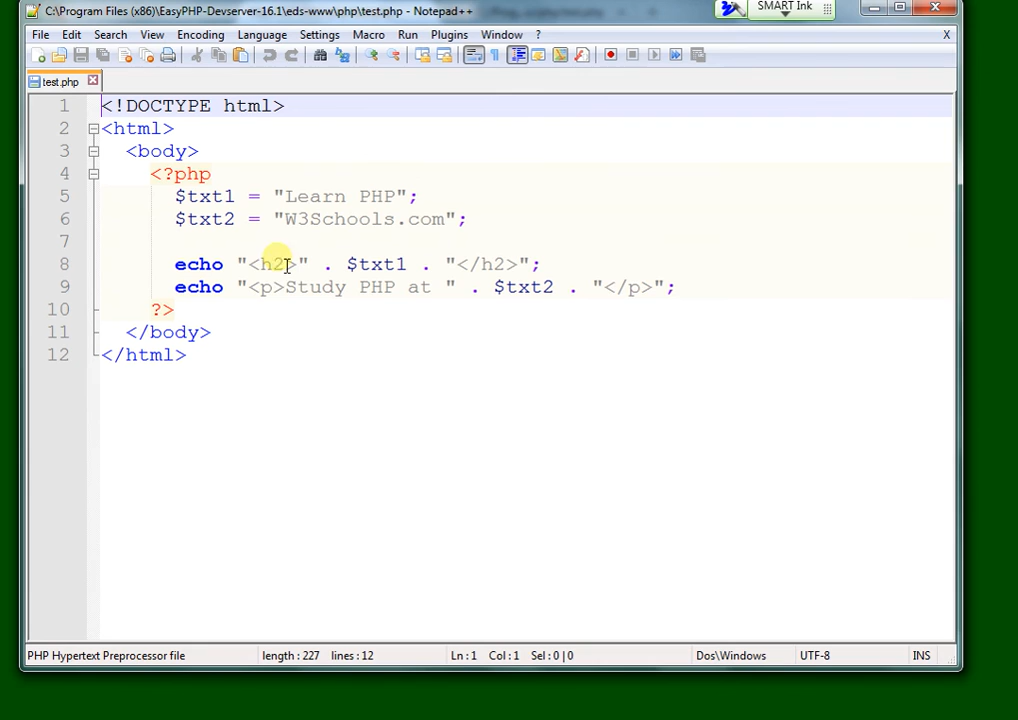 C:\Program Files (x86)\EasyPHP-Devserver-16.1\eds-www\php\test.php - Notepad++
SMART Ink
File Edit Search View Encoding Language Settings Macro Run Plugins Window ? X
test.php
1 <!DOCTYPE html>
2 <html>
3 <body>
4 <?php
5 $txt1 = "Learn PHP";
6 $txt2 = "W3Schools.com";
7
8 echo "<h2>" . $txt1 . "</h2>";
9 echo "<p>Study PHP at " . $txt2 . "</p>";
10 ?>
11 </body>
12 </html>
PHP Hypertext Preprocessor file length : 227 lines : 12 Ln : 1 Col : 1 Sel : 0 | 0 Dos\Windows UTF-8 INS